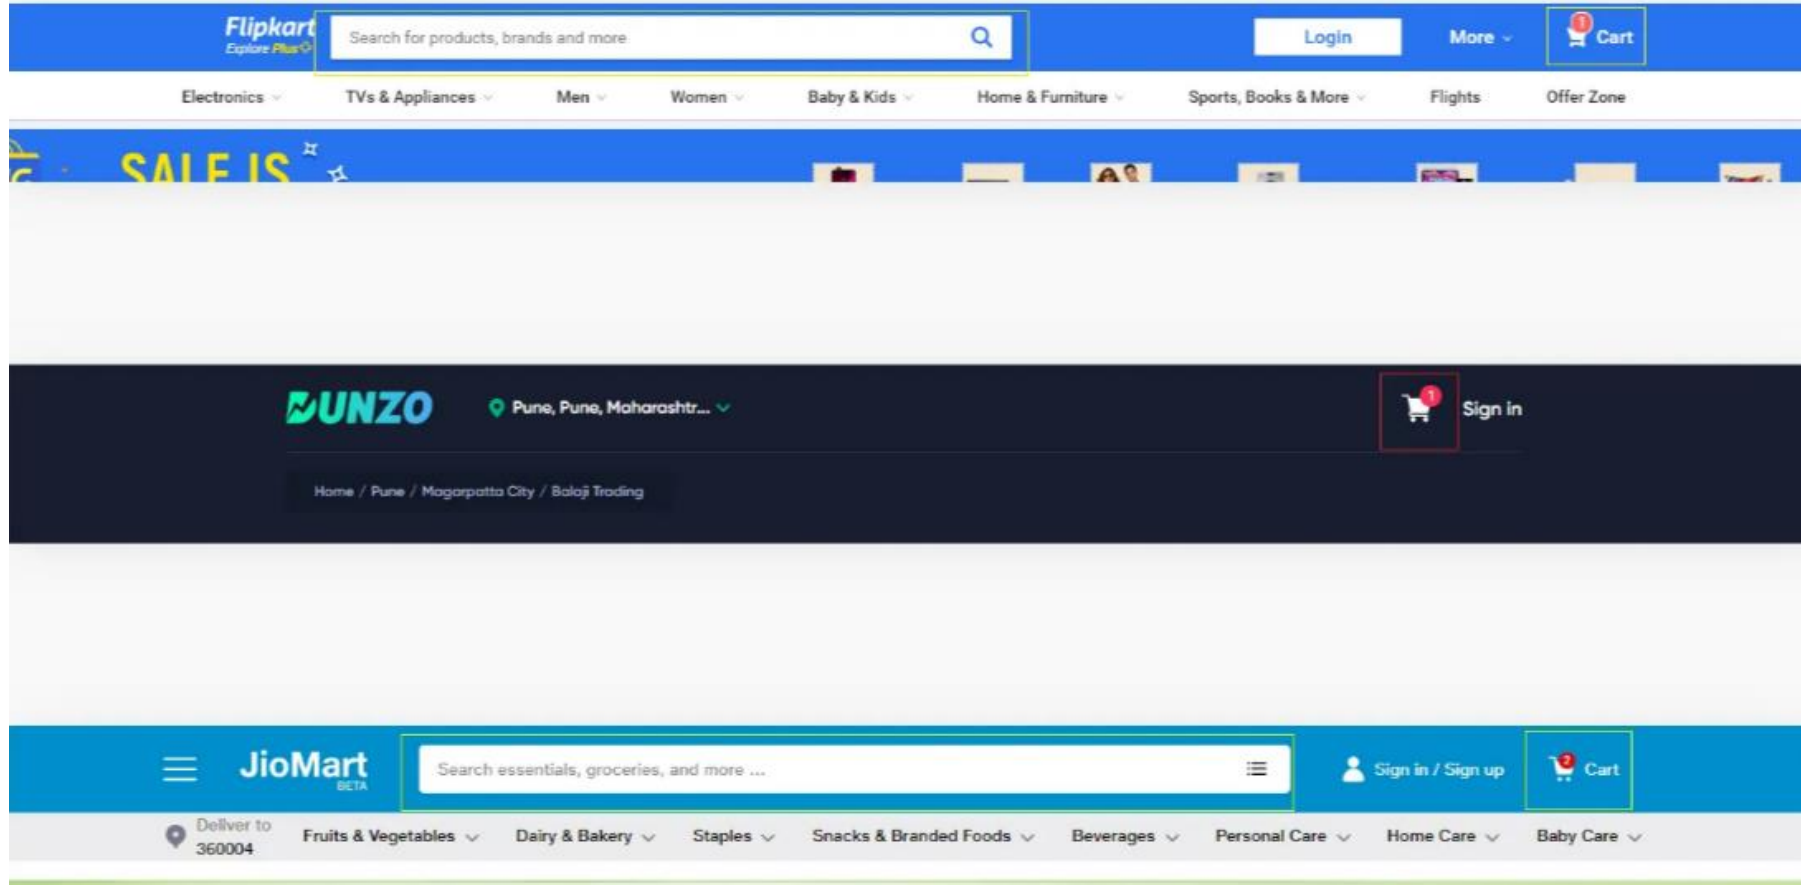 Flipkart
Explore Plus
Search for products, brands and more
Login
More
1
Cart
Electronics
TVs & Appliances
Men
Women
Baby & Kids
Home & Furniture
Sports, Books & More
Flights
Offer Zone
SALE IS
DUNZO
Pune, Pune, Maharashtr...
1
Sign in
Home / Pune / Magarpatta City / Balaji Trading
JioMart
BETA
Search essentials, groceries, and more ...
Sign in / Sign up
2
Cart
Deliver to
360004
Fruits & Vegetables
Dairy & Bakery
Staples
Snacks & Branded Foods
Beverages
Personal Care
Home Care
Baby Care